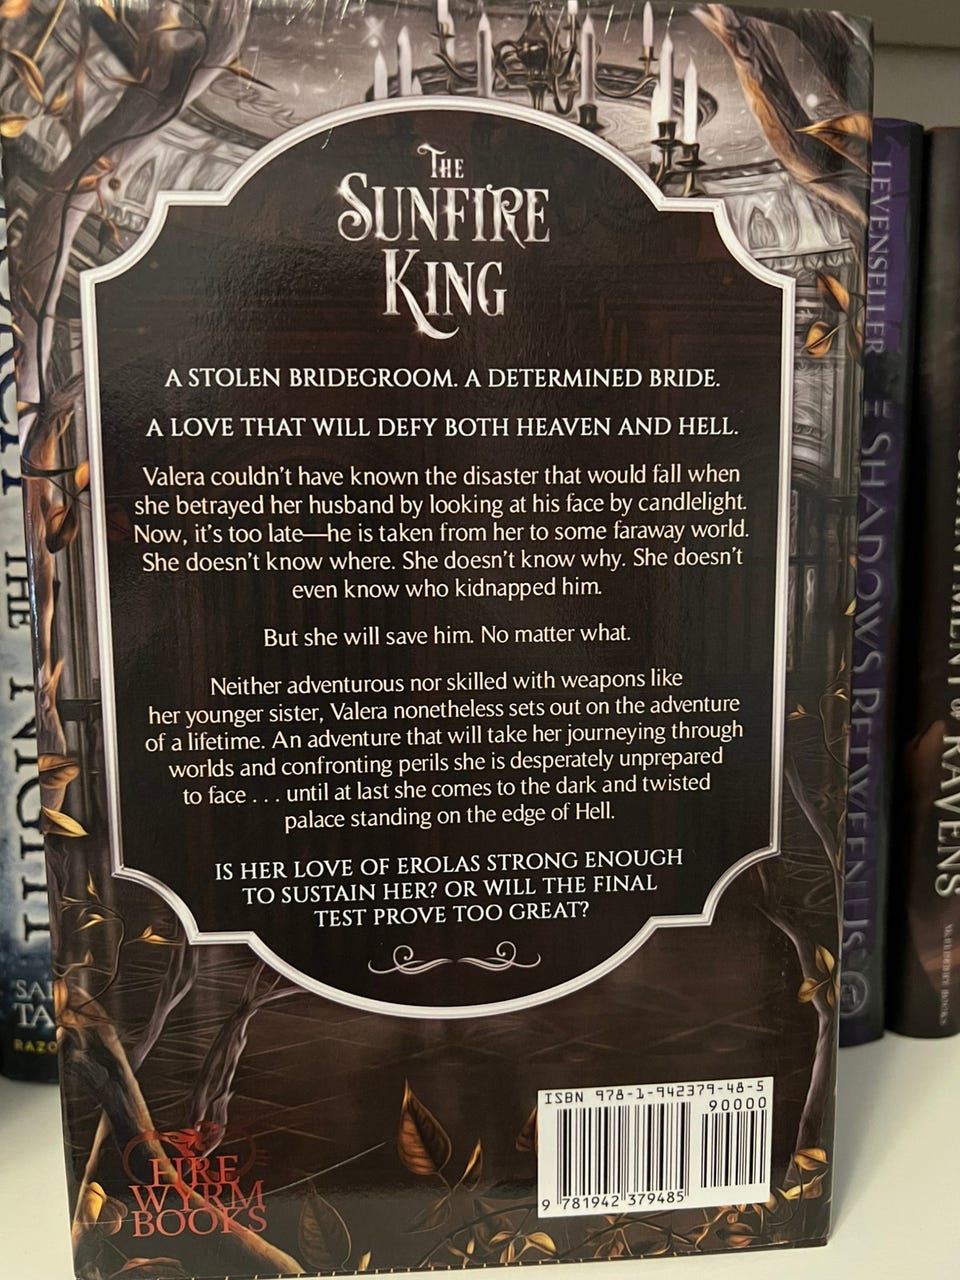 THE
SUNFIRE
KING
A STOLEN BRIDEGROOM. A DETERMINED BRIDE.
A LOVE THAT WILL DEFY BOTH HEAVEN AND HELL.
Valera couldn't have known the disaster that would fall when
she betrayed her husband by looking at his face by candlelight.
Now, it's too late—he is taken from her to some faraway world.
She doesn't know where. She doesn't know why. She doesn't
even know who kidnapped him.
But she will save him. No matter what.
Neither adventurous nor skilled with weapons like
her younger sister, Valera nonetheless sets out on the adventure
of a lifetime. An adventure that will take her journeying through
worlds and confronting perils she is desperately unprepared
to face . . . until at last she comes to the dark and twisted
palace standing on the edge of Hell.
IS HER LOVE OF EROLAS STRONG ENOUGH
TO SUSTAIN HER? OR WILL THE FINAL
TEST PROVE TOO GREAT?
ISBN 978-1-942379-48-5
90000
9 781942 379485
FIRE
WYRM
BOOKS
THE NIGHT
TA
RAZO
LEVENSELLER
SHADOWS BETWEEN US
OF RAVENS